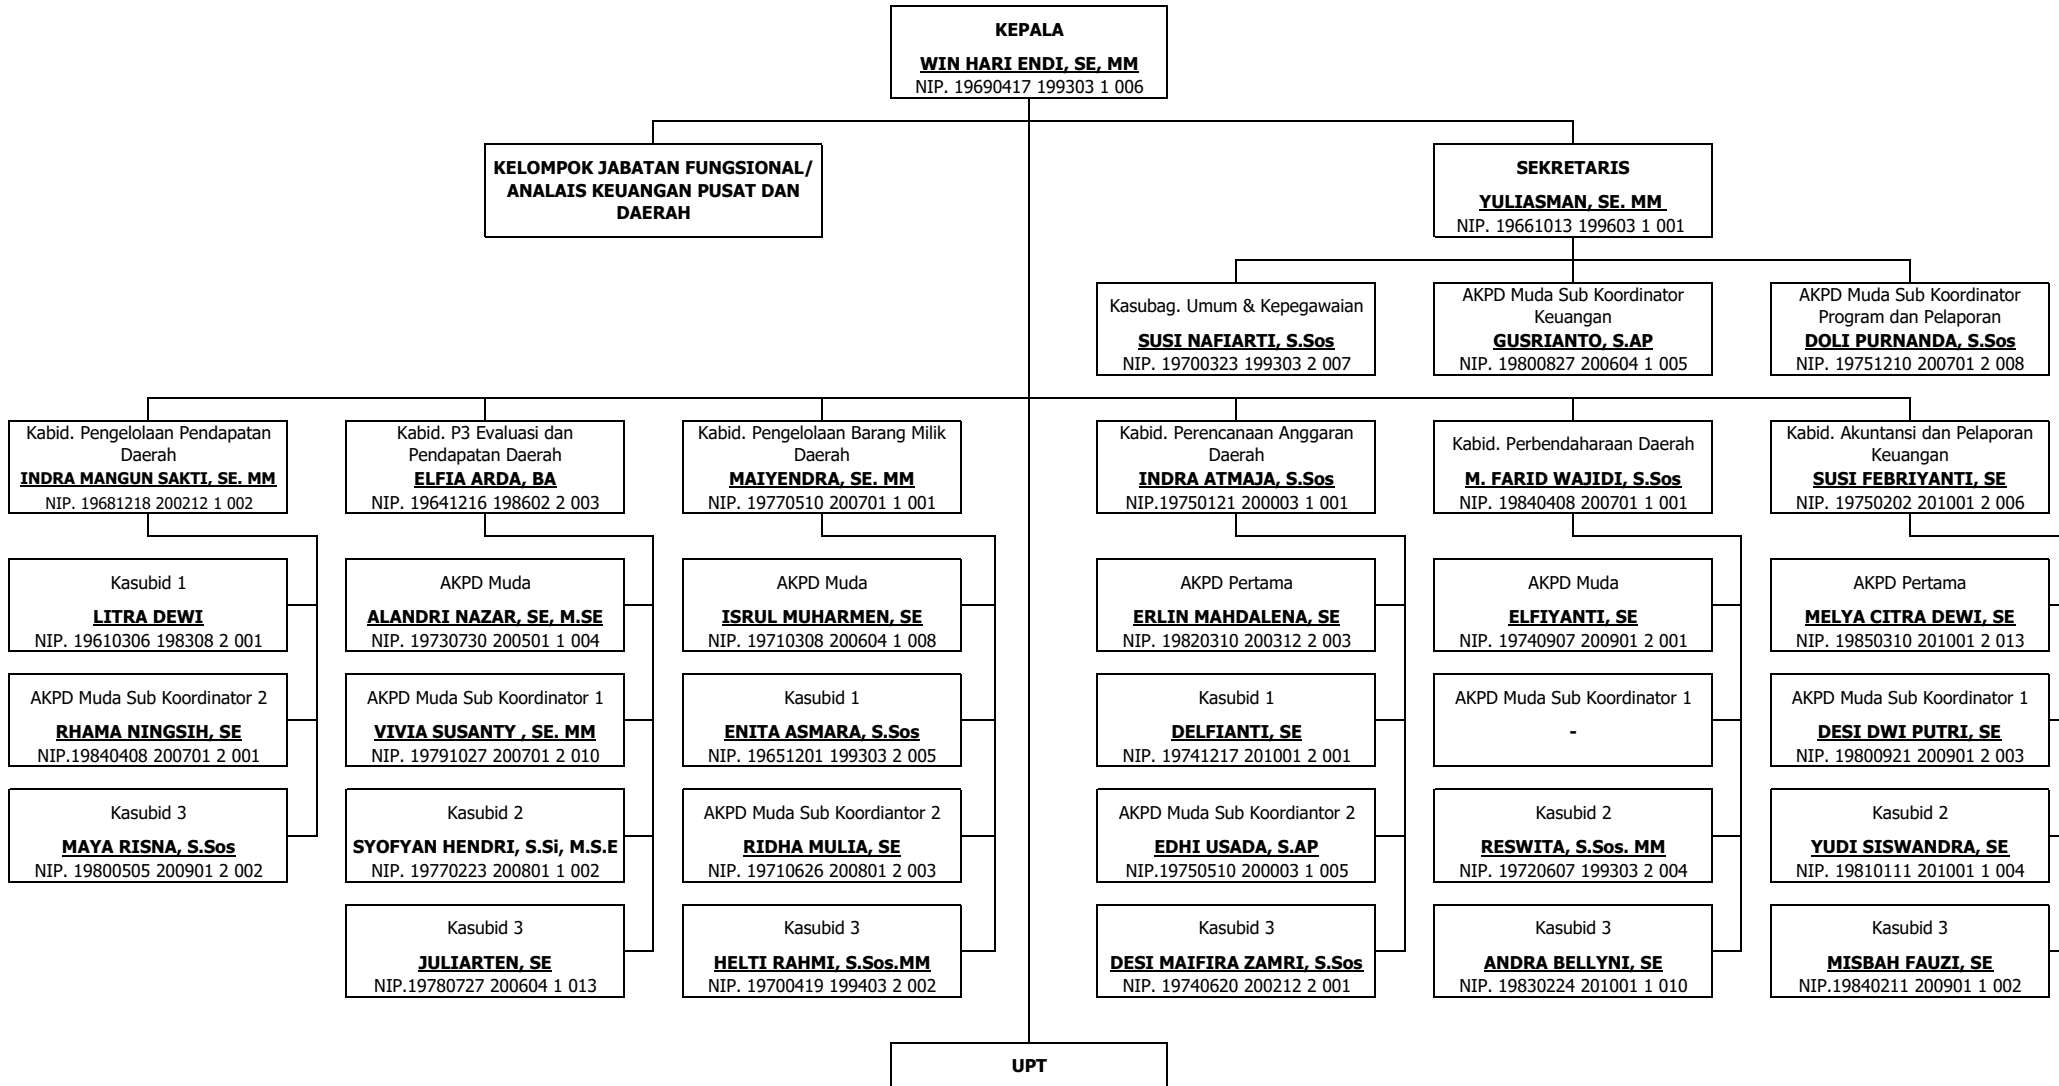 KEPALA
WIN HARI ENDI, SE, MM
NIP. 19690417 199303 1 006
KELOMPOK JABATAN FUNGSIONAL/
ANALAIS KEUANGAN PUSAT DAN
DAERAH
SEKRETARIS
YULIASMAN, SE. MM
NIP. 19661013 199603 1 001
Kasubag. Umum & Kepegawaian
SUSI NAFIARTI, S.Sos
NIP. 19700323 199303 2 007
AKPD Muda Sub Koordinator
Keuangan
GUSRIANTO, S.AP
NIP. 19800827 200604 1 005
AKPD Muda Sub Koordinator
Program dan Pelaporan
DOLI PURNANDA, S.Sos
NIP. 19751210 200701 2 008
Kabid. Pengelolaan Pendapatan
Daerah
INDRA MANGUN SAKTI, SE. MM
NIP. 19681218 200212 1 002
Kabid. P3 Evaluasi dan
Pendapatan Daerah
ELFIA ARDA, BA
NIP. 19641216 198602 2 003
Kabid. Pengelolaan Barang Milik
Daerah
MAIYENDRA, SE. MM
NIP. 19770510 200701 1 001
Kabid. Perencanaan Anggaran
Daerah
INDRA ATMAJA, S.Sos
NIP.19750121 200003 1 001
Kabid. Perbendaharaan Daerah
M. FARID WAJIDI, S.Sos
NIP. 19840408 200701 1 001
Kabid. Akuntansi dan Pelaporan
Keuangan
SUSI FEBRIYANTI, SE
NIP. 19750202 201001 2 006
Kasubid 1
LITRA DEWI
NIP. 19610306 198308 2 001
AKPD Muda
ALANDRI NAZAR, SE, M.SE
NIP. 19730730 200501 1 004
AKPD Muda
ISRUL MUHARMEN, SE
NIP. 19710308 200604 1 008
AKPD Pertama
ERLIN MAHDALENA, SE
NIP. 19820310 200312 2 003
AKPD Muda
ELFIYANTI, SE
NIP. 19740907 200901 2 001
AKPD Pertama
MELYA CITRA DEWI, SE
NIP. 19850310 201001 2 013
AKPD Muda Sub Koordinator 2
RHAMA NINGSIH, SE
NIP.19840408 200701 2 001
AKPD Muda Sub Koordinator 1
VIVIA SUSANTY , SE. MM
NIP. 19791027 200701 2 010
Kasubid 1
ENITA ASMARA, S.Sos
NIP. 19651201 199303 2 005
Kasubid 1
DELFIANTI, SE
NIP. 19741217 201001 2 001
AKPD Muda Sub Koordinator 1
-
AKPD Muda Sub Koordinator 1
DESI DWI PUTRI, SE
NIP. 19800921 200901 2 003
Kasubid 3
MAYA RISNA, S.Sos
NIP. 19800505 200901 2 002
Kasubid 2
SYOFYAN HENDRI, S.Si, M.S.E
NIP. 19770223 200801 1 002
AKPD Muda Sub Koordiantor 2
RIDHA MULIA, SE
NIP. 19710626 200801 2 003
AKPD Muda Sub Koordiantor 2
EDHI USADA, S.AP
NIP.19750510 200003 1 005
Kasubid 2
RESWITA, S.Sos. MM
NIP. 19720607 199303 2 004
Kasubid 2
YUDI SISWANDRA, SE
NIP. 19810111 201001 1 004
Kasubid 3
JULIARTEN, SE
NIP.19780727 200604 1 013
Kasubid 3
HELTI RAHMI, S.Sos.MM
NIP. 19700419 199403 2 002
Kasubid 3
DESI MAIFIRA ZAMRI, S.Sos
NIP. 19740620 200212 2 001
Kasubid 3
ANDRA BELLYNI, SE
NIP. 19830224 201001 1 010
Kasubid 3
MISBAH FAUZI, SE
NIP.19840211 200901 1 002
UPT